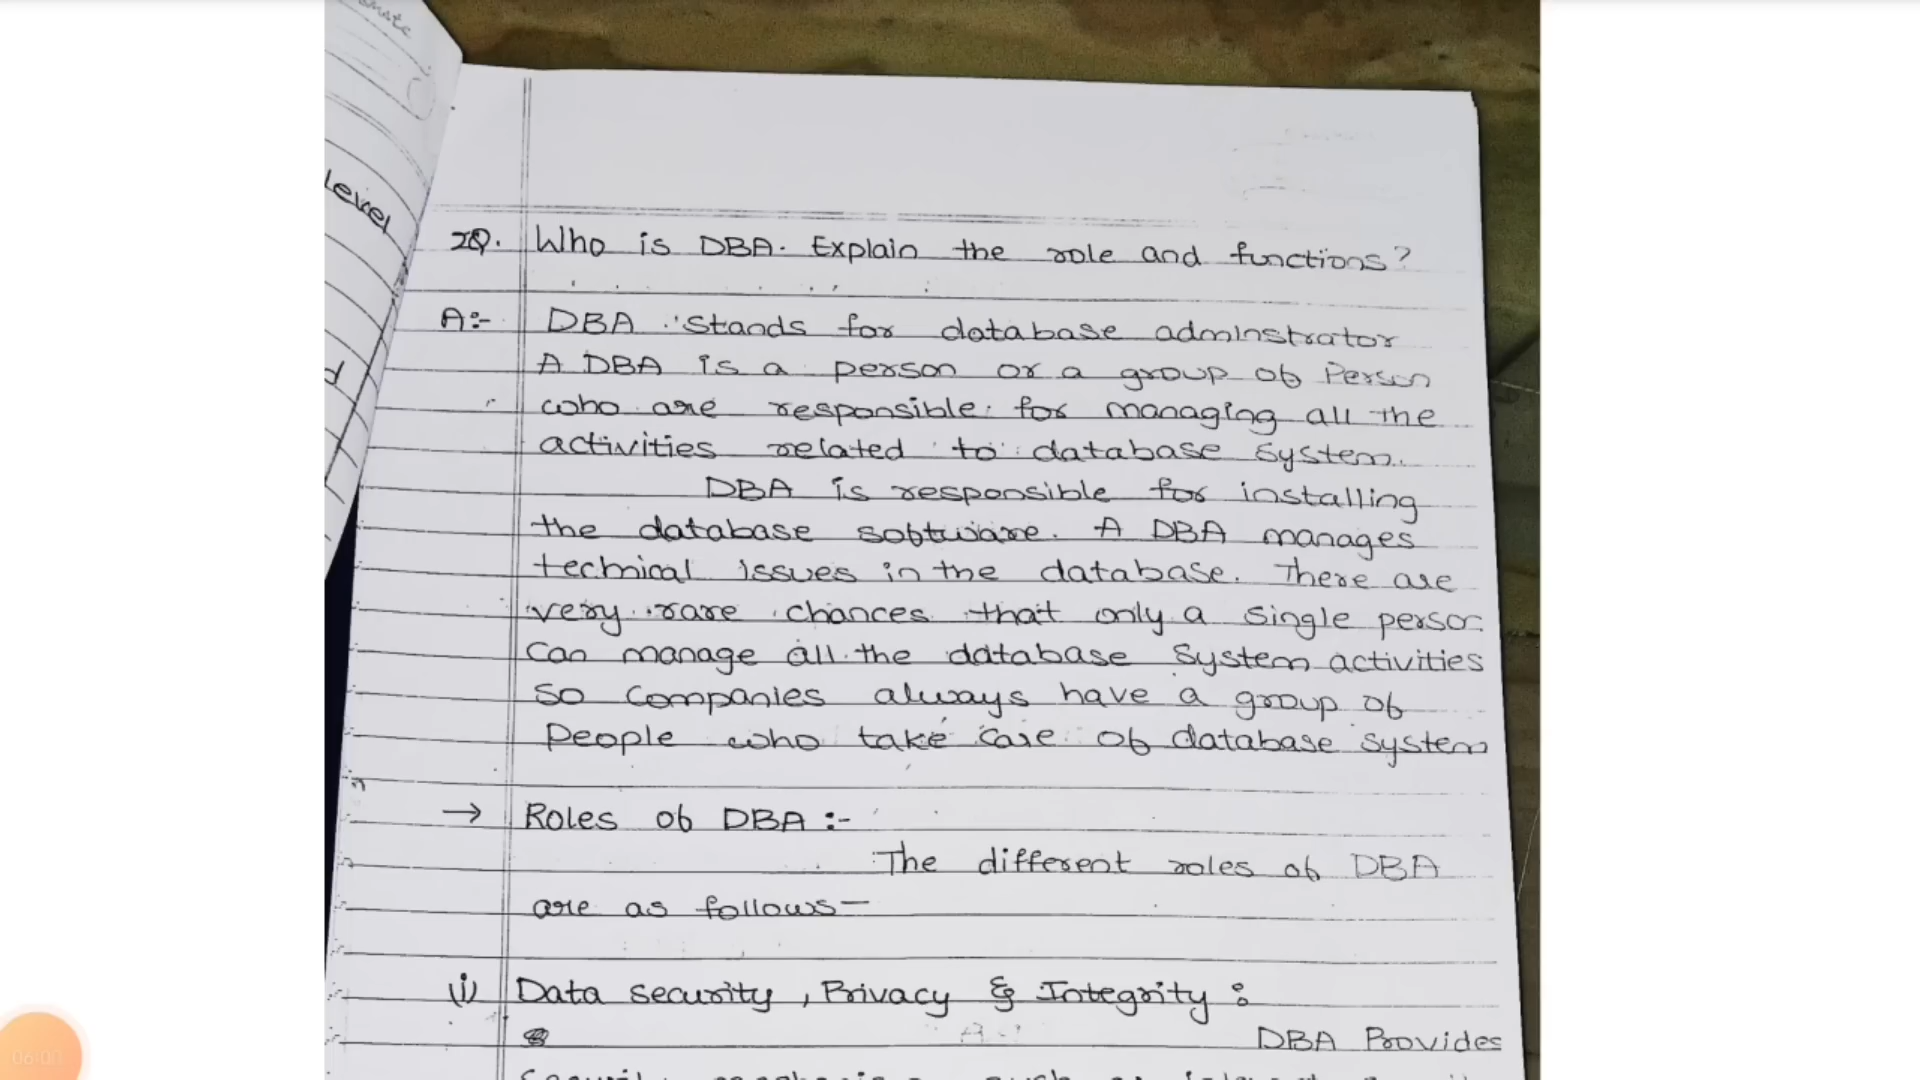 level
2Q. Who is DBA. Explain the role and functions?
A:- DBA stands for database adminstrator
A DBA is a person or a group of Person
who are responsible for managing all the
activities related to database system.
DBA is responsible for installing
the database software. A DBA manages
technical issues in the database. There are
very rare chances that only a single person
can manage all the database system activities
so companies always have a group of
People who take care of database system
→ Roles of DBA :-
The different roles of DBA
are as follows—
(i) Data security, Privacy & Integrity :
DBA Provides
06:00